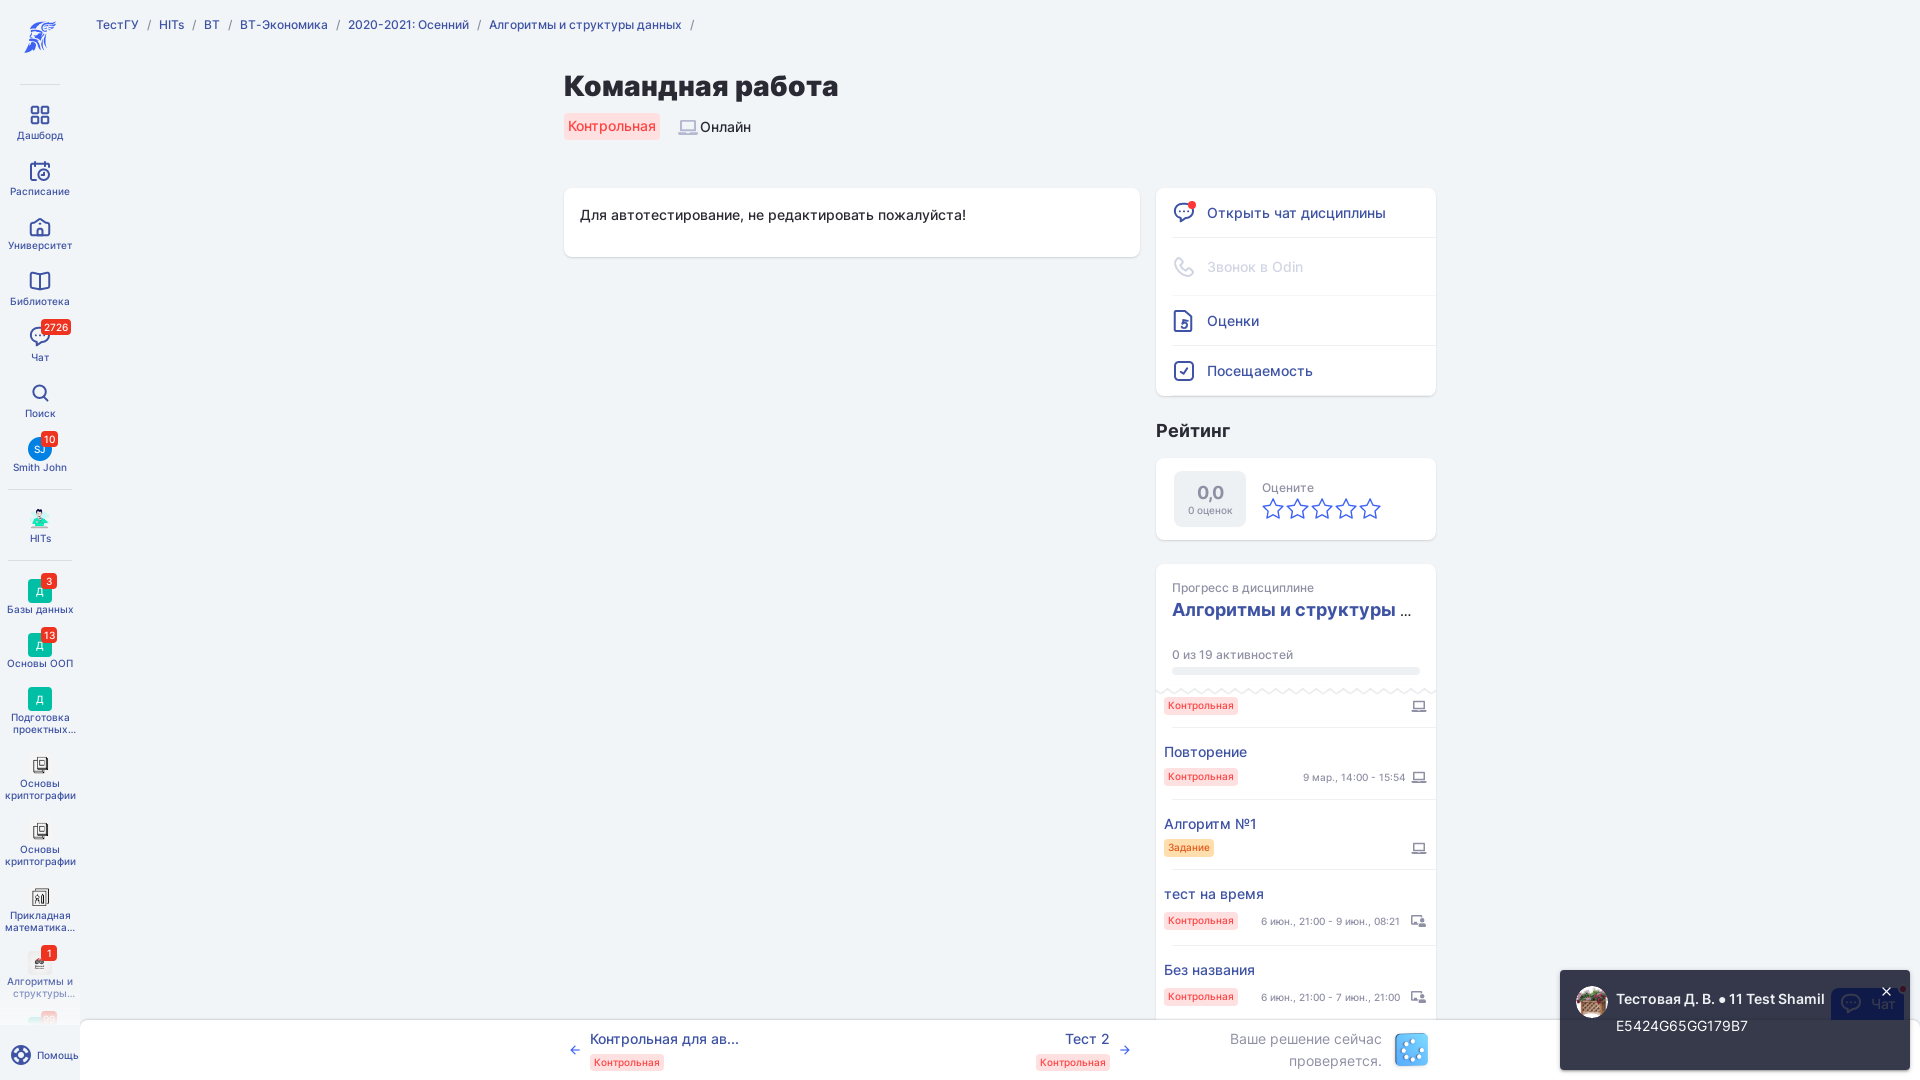 ТестГУ / HITs / ВТ / ВТ-Экономика / 2020-2021: Осенний / Алгоритмы и структуры данных /
Дашборд
Расписание
Университет
Библиотека
2726
Чат
Поиск
10
SJ
Smith John
HITs
3
Д
Базы данных
13
Д
Основы ООП
Д
Подготовка
проектных...
Основы
криптографии
Основы
криптографии
Прикладная
математика...
1
Алгоритмы и
структуры...
Помощь
Командная работа
Контрольная
Онлайн
Для автотестирование, не редактировать пожалуйста!
Открыть чат дисциплины
Звонок в Odin
Оценки
Посещаемость
Рейтинг
0,0
0 оценок
Оцените
Прогресс в дисциплине
Алгоритмы и структуры ...
0 из 19 активностей
Контрольная
Повторение
Контрольная 9 мар., 14:00 - 15:54
Алгоритм №1
Задание
тест на время
Контрольная 6 июн., 21:00 - 9 июн., 08:21
Без названия
Контрольная 6 июн., 21:00 - 7 июн., 21:00
Контрольная для ав...
Контрольная
Тест 2
Контрольная
Ваше решение сейчас
проверяется.
Тестовая Д. В. ● 11 Test Shamil
E5424G65GG179B7
Чат